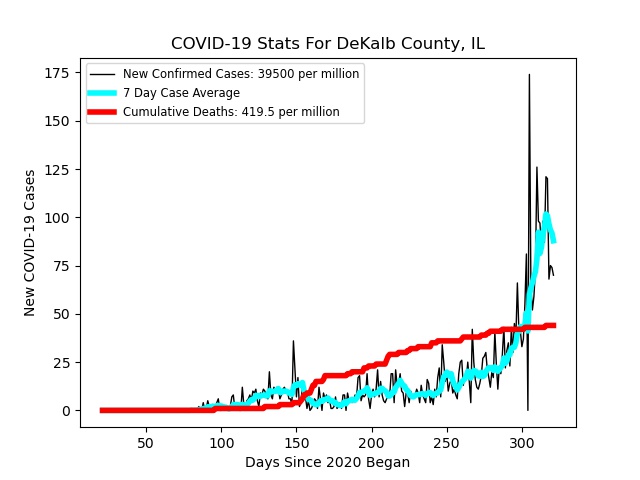 COVID-19 Stats For DeKalb County, IL
New Confirmed Cases: 39500 per million
7 Day Case Average
Cumulative Deaths: 419.5 per million
New COVID-19 Cases
175
150
125
100
75
50
25
0
50
100
150
200
250
300
Days Since 2020 Began